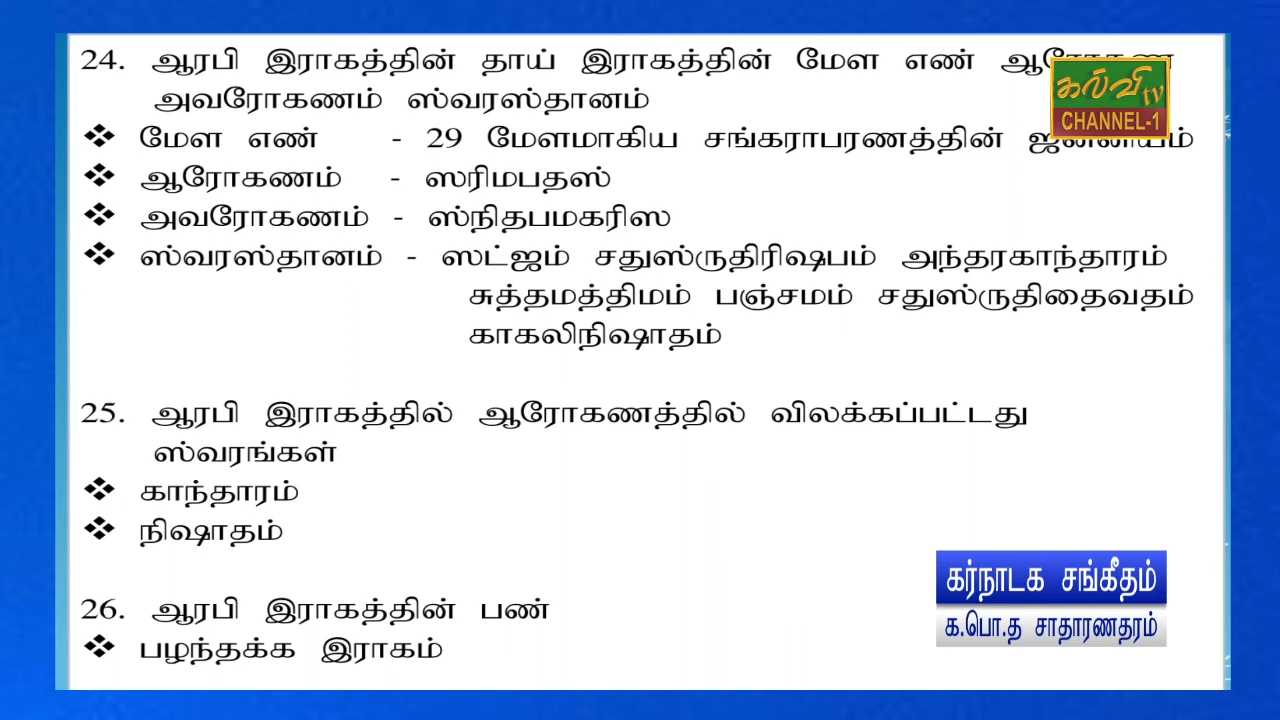 24. ஆரபி இராகத்தின் தாய் இராகத்தின் மேள எண்
அவரோகணம் ஸ்வரஸ்தானம்
❖ மேள எண் - 29 மேளமாகிய சங்கராபரணத்தின்
❖ ஆரோகணம் - ஸரிமபதஸ்
❖ அவரோகணம் - ஸ்நிதபமகரிஸ
❖ ஸ்வரஸ்தானம் - ஸட்ஜம் சதுஸ்ருதிரிஷபம் அந்தரகாந்தாரம்
சுத்தமத்திமம் பஞ்சமம் சதுஸ்ருதிதைவதம்
காகலிநிஷாதம்
25. ஆரபி இராகத்தில் ஆரோகணத்தில் விலக்கப்பட்டது
ஸ்வரங்கள்
❖ காந்தாரம்
❖ நிஷாதம்
26. ஆரபி இராகத்தின் பண்
❖ பழந்தக்க இராகம்
கல்வி tv
CHANNEL-1
கர்நாடக சங்கீதம்
க.பொ.த சாதாரணதரம்